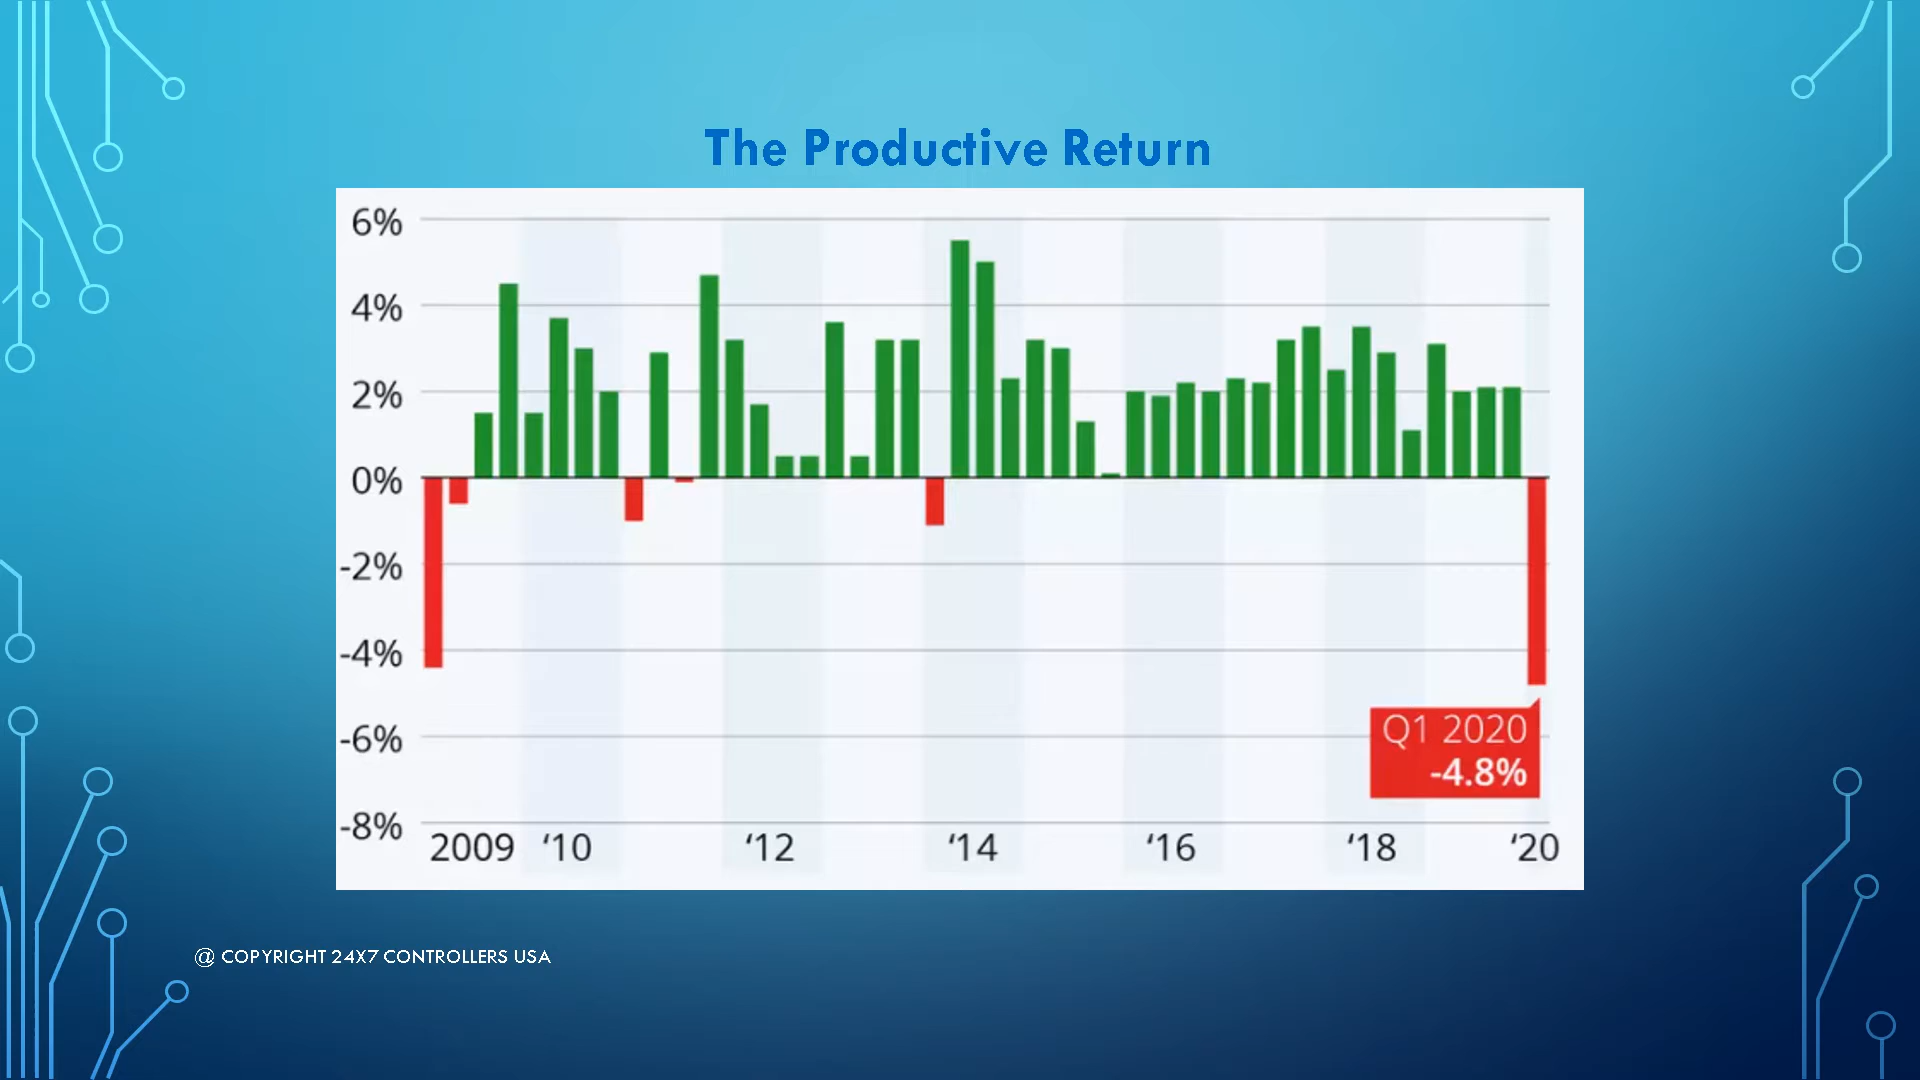 The Productive Return
6%
4%
2%
0%
-2%
-4%
-6%
-8%
Q1 2020
-4.8%
2009 ‘10 ‘12 ‘14 ‘16 ‘18 ‘20
@ COPYRIGHT 24X7 CONTROLLERS USA